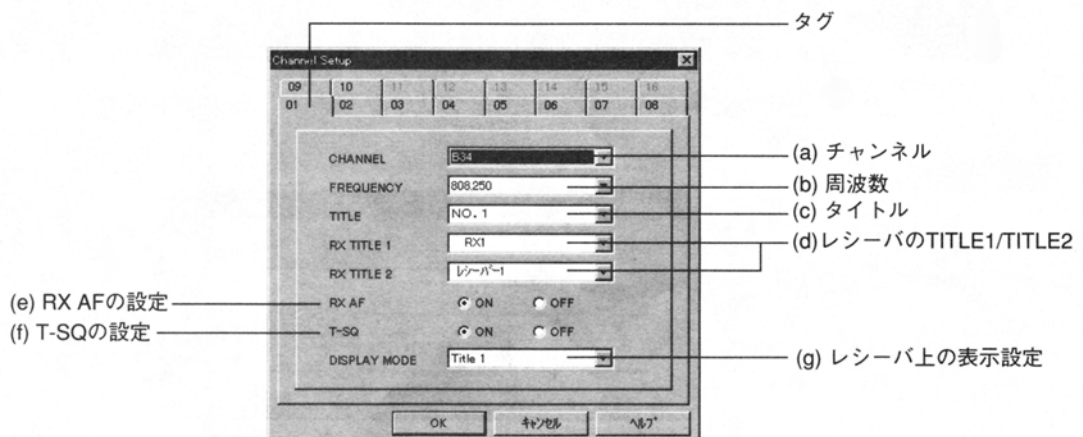 タグ
Channel Setup
09 10 11 12 13 14 15 16
01 02 03 04 05 06 07 08
CHANNEL B34
(a) チャンネル
FREQUENCY 808.250
(b) 周波数
TITLE NO. 1
(c) タイトル
RX TITLE 1 RX1
(d)レシーバのTITLE1/TITLE2
RX TITLE 2 レシーバー1
(e) RX AFの設定
RX AF ON OFF
(f) T-SQの設定
T-SQ ON OFF
DISPLAY MODE Title 1
(g) レシーバ上の表示設定
OK キャンセル ヘルプ